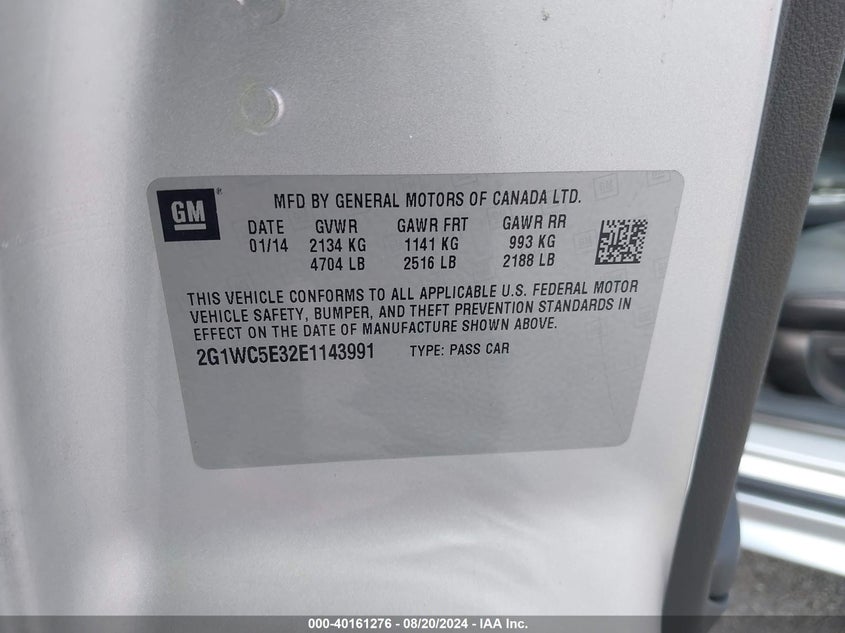 GM
MFD BY GENERAL MOTORS OF CANADA LTD.
DATE GVWR GAWR FRT GAWR RR
01/14 2134 KG 1141 KG 993 KG
4704 LB 2516 LB 2188 LB
THIS VEHICLE CONFORMS TO ALL APPLICABLE U.S. FEDERAL MOTOR
VEHICLE SAFETY, BUMPER, AND THEFT PREVENTION STANDARDS IN
EFFECT ON THE DATE OF MANUFACTURE SHOWN ABOVE.
2G1WC5E32E1143991 TYPE: PASS CAR
000-40161276 - 08/20/2024 - IAA Inc.